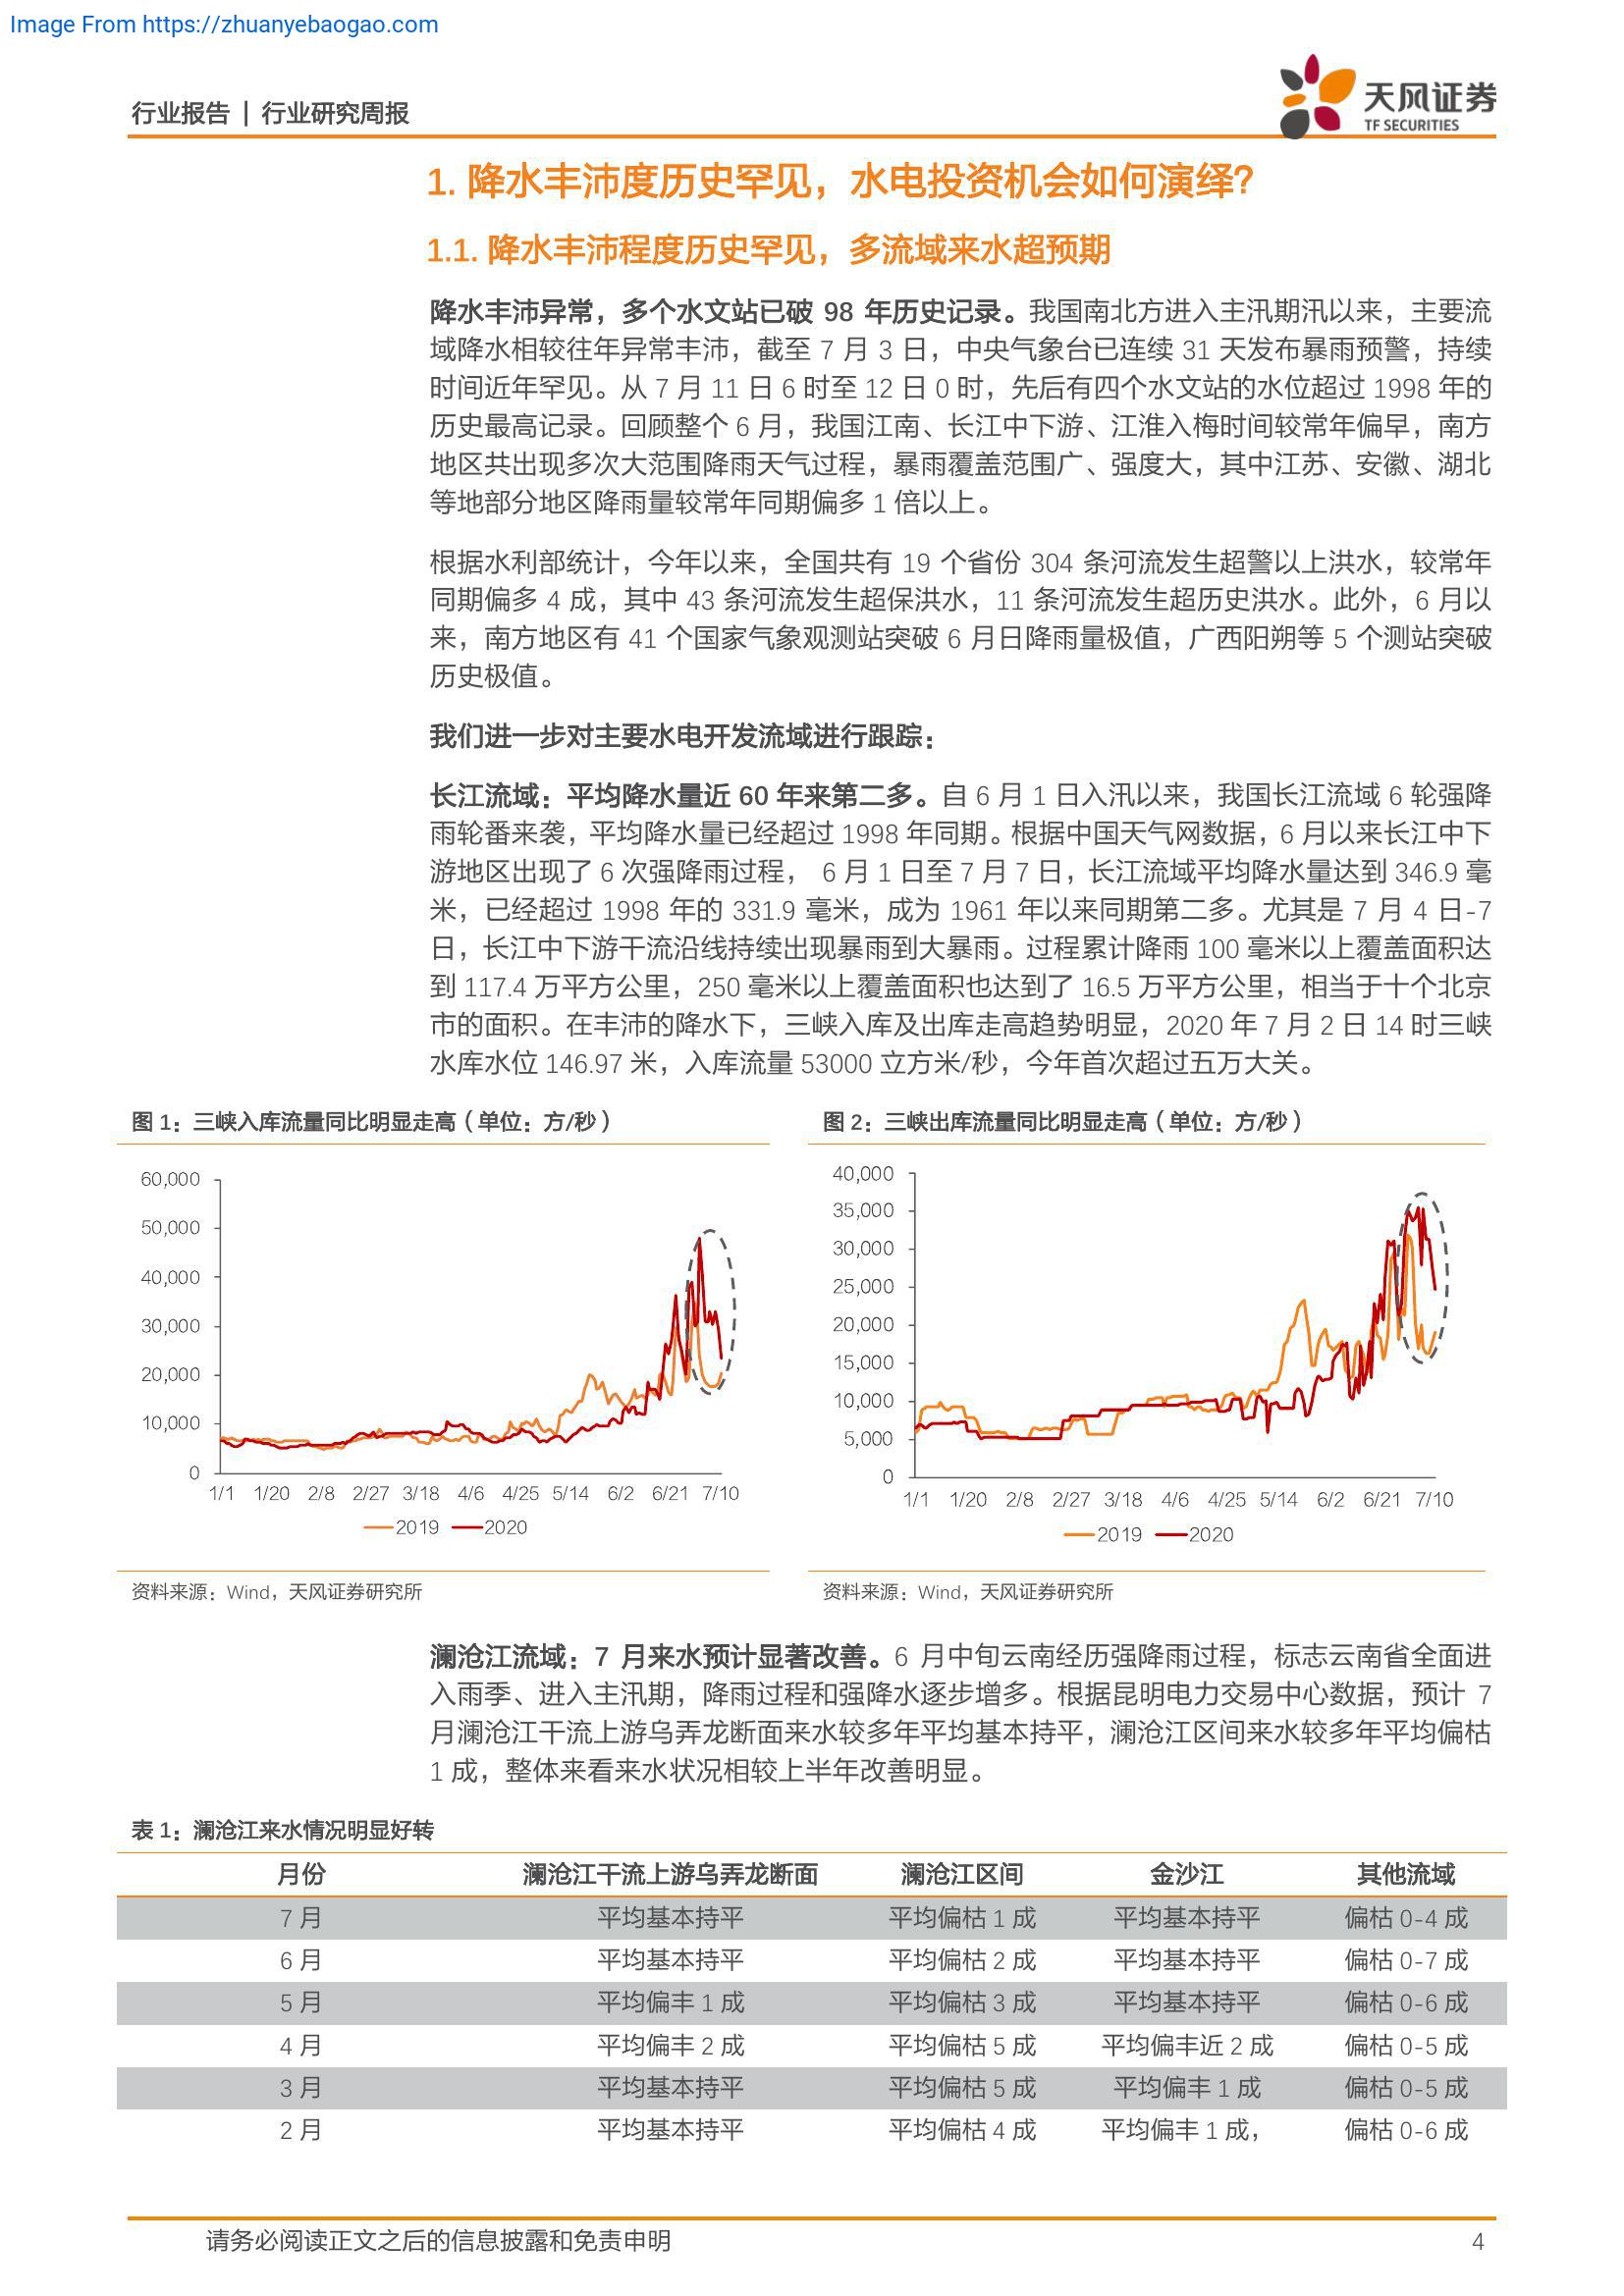 Image From https://zhuanyebaogao.com
行业报告 | 行业研究周报
天风证券
TF SECURITIES
1. 降水丰沛度历史罕见，水电投资机会如何演绎？
1.1. 降水丰沛程度历史罕见，多流域来水超预期
降水丰沛异常，多个水文站已破 98 年历史记录。我国南北方进入主汛期汛以来，主要流
域降水相较往年异常丰沛，截至 7 月 3 日，中央气象台已连续 31 天发布暴雨预警，持续
时间近年罕见。从 7 月 11 日 6 时至 12 日 0 时，先后有四个水文站的水位超过 1998 年的
历史最高记录。回顾整个 6 月，我国江南、长江中下游、江淮入梅时间较常年偏早，南方
地区共出现多次大范围降雨天气过程，暴雨覆盖范围广、强度大，其中江苏、安徽、湖北
等地部分地区降雨量较常年同期偏多 1 倍以上。
根据水利部统计，今年以来，全国共有 19 个省份 304 条河流发生超警以上洪水，较常年
同期偏多 4 成，其中 43 条河流发生超保洪水，11 条河流发生超历史洪水。此外，6 月以
来，南方地区有 41 个国家气象观测站突破 6 月日降雨量极值，广西阳朔等 5 个测站突破
历史极值。
我们进一步对主要水电开发流域进行跟踪：
长江流域：平均降水量近 60 年来第二多。自 6 月 1 日入汛以来，我国长江流域 6 轮强降
雨轮番来袭，平均降水量已经超过 1998 年同期。根据中国天气网数据，6 月以来长江中下
游地区出现了 6 次强降雨过程， 6 月 1 日至 7 月 7 日，长江流域平均降水量达到 346.9 毫
米，已经超过 1998 年的 331.9 毫米，成为 1961 年以来同期第二多。尤其是 7 月 4 日-7
日，长江中下游干流沿线持续出现暴雨到大暴雨。过程累计降雨 100 毫米以上覆盖面积达
到 117.4 万平方公里，250 毫米以上覆盖面积也达到了 16.5 万平方公里，相当于十个北京
市的面积。在丰沛的降水下，三峡入库及出库走高趋势明显，2020 年 7 月 2 日 14 时三峡
水库水位 146.97 米，入库流量 53000 立方米/秒，今年首次超过五万大关。
图 1：三峡入库流量同比明显走高（单位：方/秒）
60,000
50,000
40,000
30,000
20,000
10,000
0
1/1 1/20 2/8 2/27 3/18 4/6 4/25 5/14 6/2 6/21 7/10
2019 2020
资料来源：Wind，天风证券研究所
图 2：三峡出库流量同比明显走高（单位：方/秒）
40,000
35,000
30,000
25,000
20,000
15,000
10,000
5,000
0
1/1 1/20 2/8 2/27 3/18 4/6 4/25 5/14 6/2 6/21 7/10
2019 2020
资料来源：Wind，天风证券研究所
澜沧江流域：7 月来水预计显著改善。6 月中旬云南经历强降雨过程，标志云南省全面进
入雨季、进入主汛期，降雨过程和强降水逐步增多。根据昆明电力交易中心数据，预计 7
月澜沧江干流上游乌弄龙断面来水较多年平均基本持平，澜沧江区间来水较多年平均偏枯
1 成，整体来看来水状况相较上半年改善明显。
表 1：澜沧江来水情况明显好转
月份 澜沧江干流上游乌弄龙断面 澜沧江区间 金沙江 其他流域
7 月 平均基本持平 平均偏枯 1 成 平均基本持平 偏枯 0-4 成
6 月 平均基本持平 平均偏枯 2 成 平均基本持平 偏枯 0-7 成
5 月 平均偏丰 1 成 平均偏枯 3 成 平均基本持平 偏枯 0-6 成
4 月 平均偏丰 2 成 平均偏枯 5 成 平均偏丰近 2 成 偏枯 0-5 成
3 月 平均基本持平 平均偏枯 5 成 平均偏丰 1 成 偏枯 0-5 成
2 月 平均基本持平 平均偏枯 4 成 平均偏丰 1 成， 偏枯 0-6 成
请务必阅读正文之后的信息披露和免责申明
4